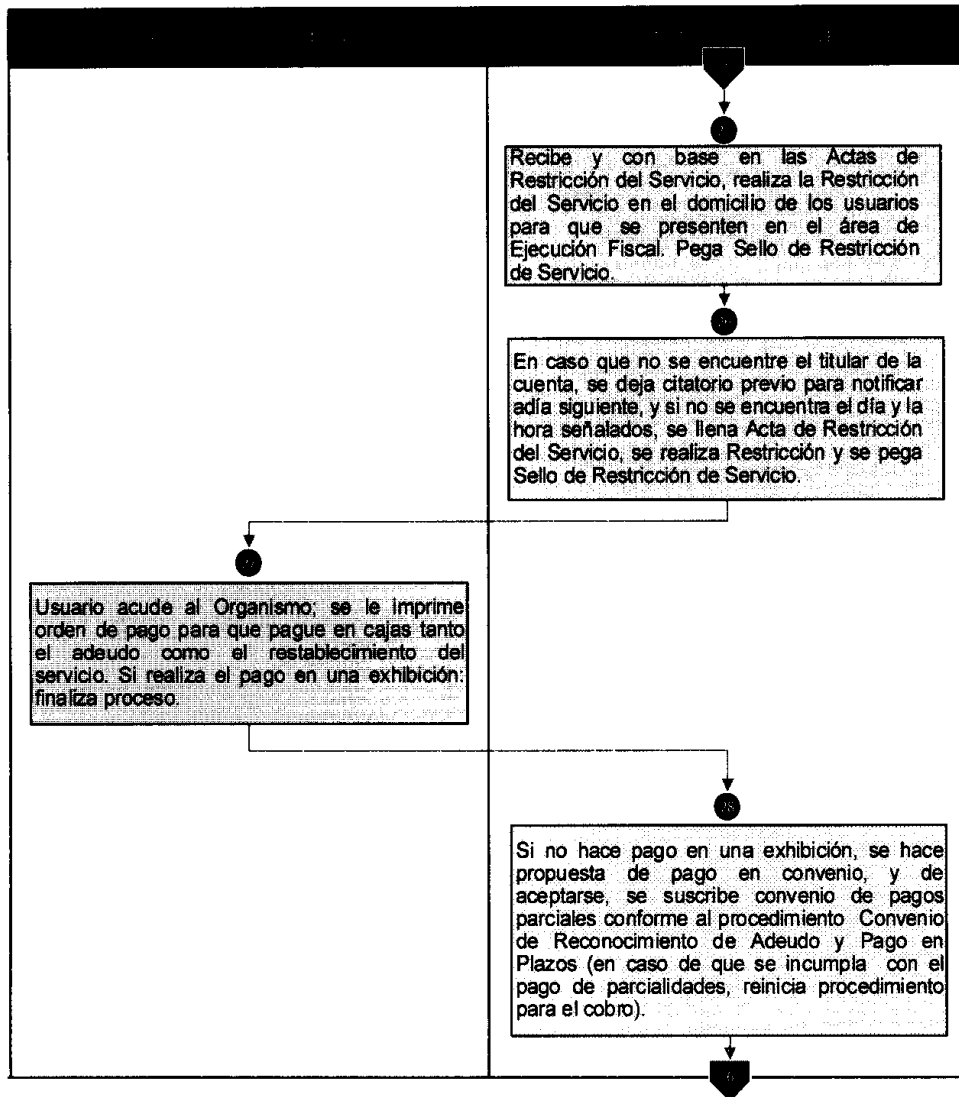 Recibe y con base en las Actas de
Restricción del Servicio, realiza la Restricción
del Servicio en el domicilio de los usuarios
para que se presenten en el área de
Ejecución Fiscal. Pega Sello de Restricción
de Servicio.
En caso que no se encuentre el titular de la
cuenta, se deja citatorio previo para notificar
adía siguiente, y si no se encuentra el día y la
hora señalados, se llena Acta de Restricción
del Servicio, se realiza Restricción y se pega
Sello de Restricción de Servicio.
Usuario acude al Organismo; se le imprime
orden de pago para que pague en cajas tanto
el adeudo como el restablecimiento del
servicio. Si realiza el pago en una exhibición:
finaliza proceso.
28
Si no hace pago en una exhibición, se hace
propuesta de pago en convenio, y de
aceptarse, se suscribe convenio de pagos
parciales conforme al procedimiento Convenio
de Reconocimiento de Adeudo y Pago en
Plazos (en caso de que se incumpla con el
pago de parcialidades, reinicia procedimiento
para el cobro).